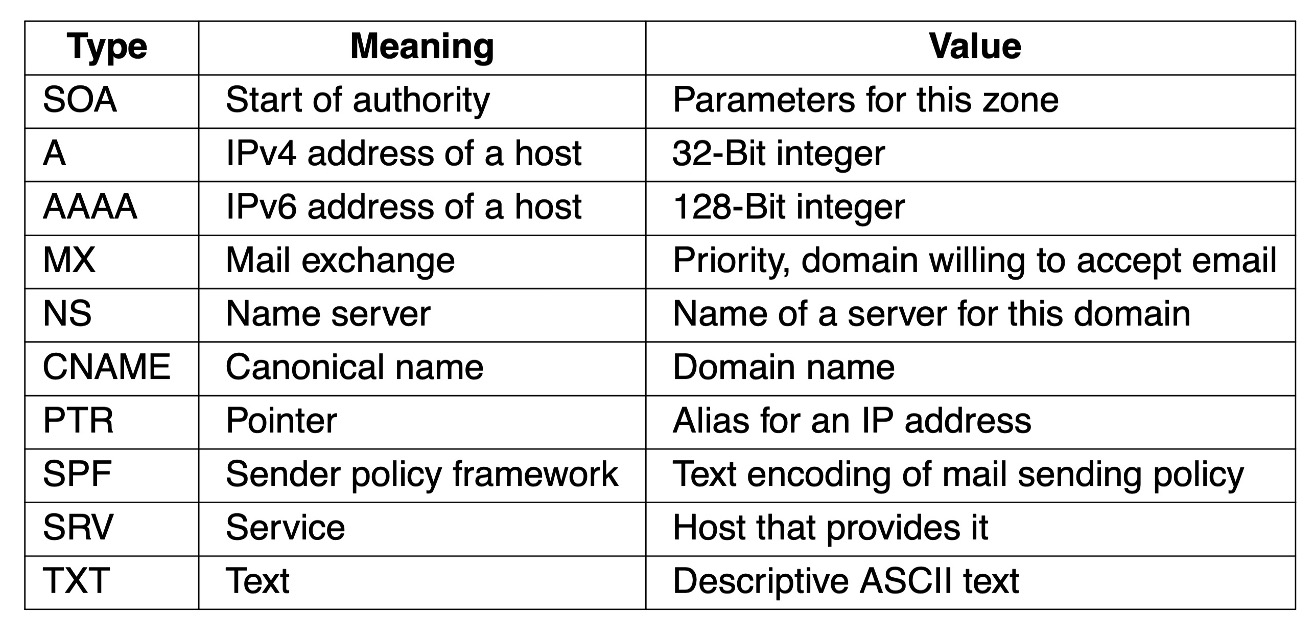 Type Meaning Value
SOA Start of authority Parameters for this zone
A IPv4 address of a host 32-Bit integer
AAAA IPv6 address of a host 128-Bit integer
MX Mail exchange Priority, domain willing to accept email
NS Name server Name of a server for this domain
CNAME Canonical name Domain name
PTR Pointer Alias for an IP address
SPF Sender policy framework Text encoding of mail sending policy
SRV Service Host that provides it
TXT Text Descriptive ASCII text